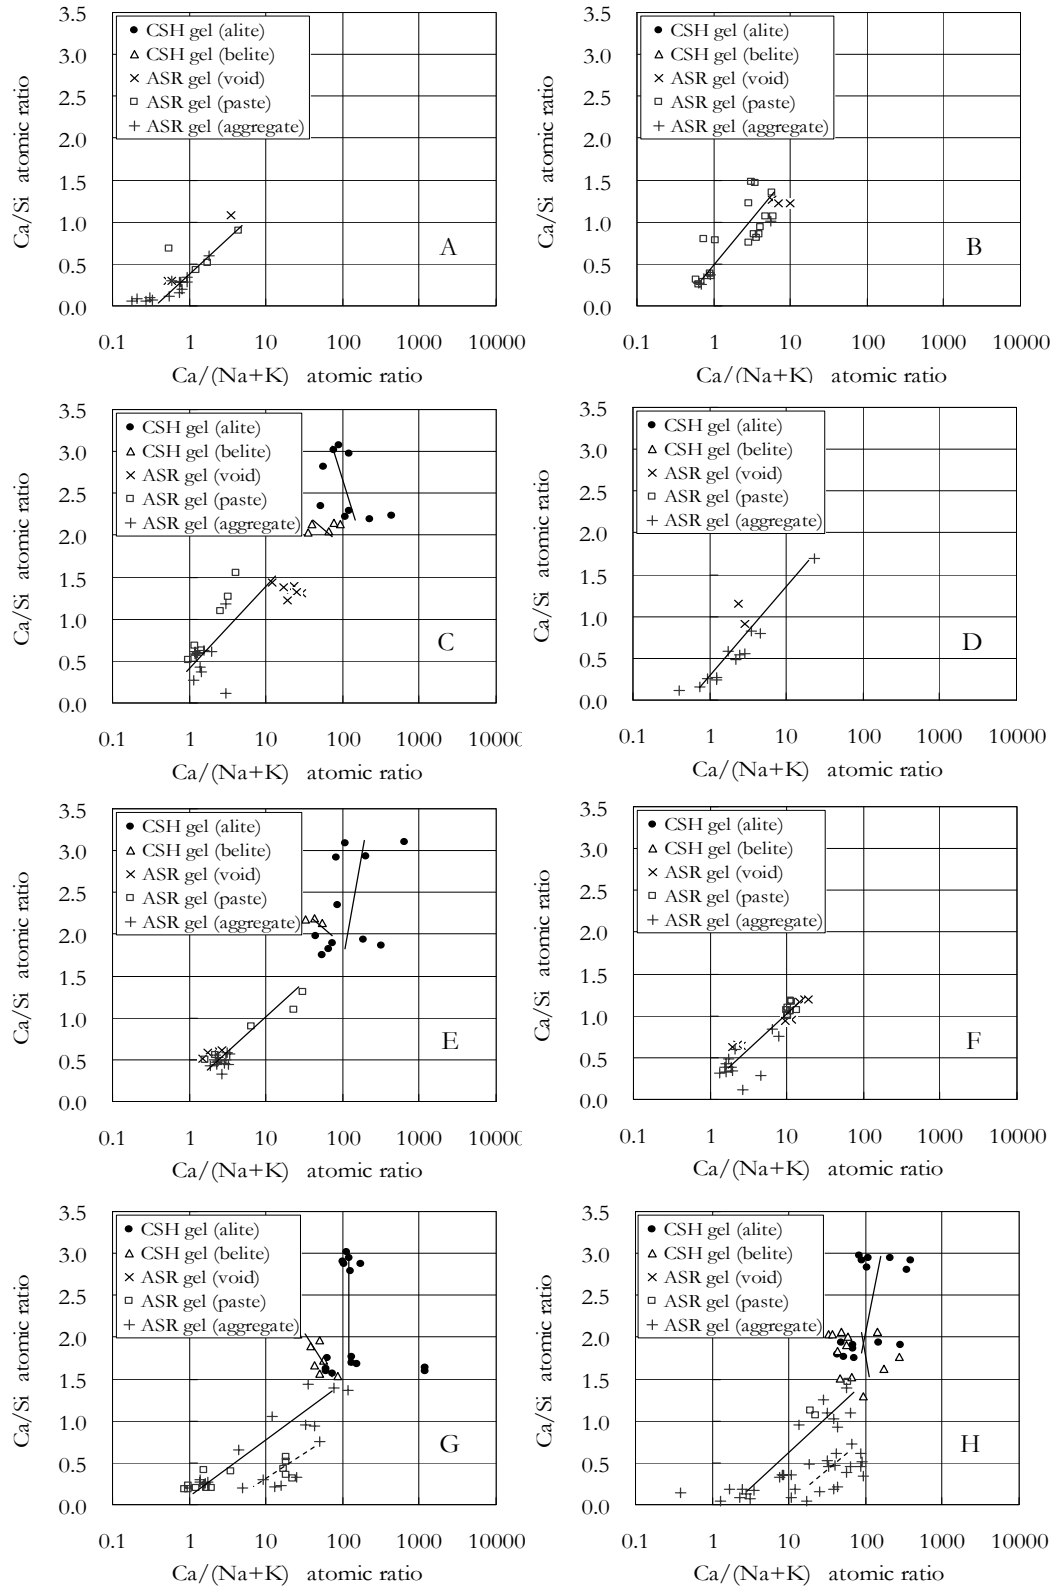 3.5
3.0
2.5
2.0
1.5
1.0
0.5
0.0
Ca/Si atomic ratio
CSH gel (alite)
CSH gel (belite)
ASR gel (void)
ASR gel (paste)
ASR gel (aggregate)
A
0.1 1 10 100 1000 10000
Ca/(Na+K) atomic ratio
3.5
3.0
2.5
2.0
1.5
1.0
0.5
0.0
Ca/Si atomic ratio
CSH gel (alite)
CSH gel (belite)
ASR gel (void)
ASR gel (paste)
ASR gel (aggregate)
B
0.1 1 10 100 1000 10000
Ca/(Na+K) atomic ratio
3.5
3.0
2.5
2.0
1.5
1.0
0.5
0.0
Ca/Si atomic ratio
CSH gel (alite)
CSH gel (belite)
ASR gel (void)
ASR gel (paste)
ASR gel (aggregate)
C
0.1 1 10 100 1000 10000
Ca/(Na+K) atomic ratio
3.5
3.0
2.5
2.0
1.5
1.0
0.5
0.0
Ca/Si atomic ratio
CSH gel (alite)
CSH gel (belite)
ASR gel (void)
ASR gel (paste)
ASR gel (aggregate)
D
0.1 1 10 100 1000 10000
Ca/(Na+K) atomic ratio
3.5
3.0
2.5
2.0
1.5
1.0
0.5
0.0
Ca/Si atomic ratio
CSH gel (alite)
CSH gel (belite)
ASR gel (void)
ASR gel (paste)
ASR gel (aggregate)
E
0.1 1 10 100 1000 10000
Ca/(Na+K) atomic ratio
3.5
3.0
2.5
2.0
1.5
1.0
0.5
0.0
Ca/Si atomic ratio
CSH gel (alite)
CSH gel (belite)
ASR gel (void)
ASR gel (paste)
ASR gel (aggregate)
F
0.1 1 10 100 1000 10000
Ca/(Na+K) atomic ratio
3.5
3.0
2.5
2.0
1.5
1.0
0.5
0.0
Ca/Si atomic ratio
CSH gel (alite)
CSH gel (belite)
ASR gel (void)
ASR gel (paste)
ASR gel (aggregate)
G
0.1 1 10 100 1000 10000
Ca/(Na+K) atomic ratio
3.5
3.0
2.5
2.0
1.5
1.0
0.5
0.0
Ca/Si atomic ratio
CSH gel (alite)
CSH gel (belite)
ASR gel (void)
ASR gel (paste)
ASR gel (aggregate)
H
0.1 1 10 100 1000 10000
Ca/(Na+K) atomic ratio